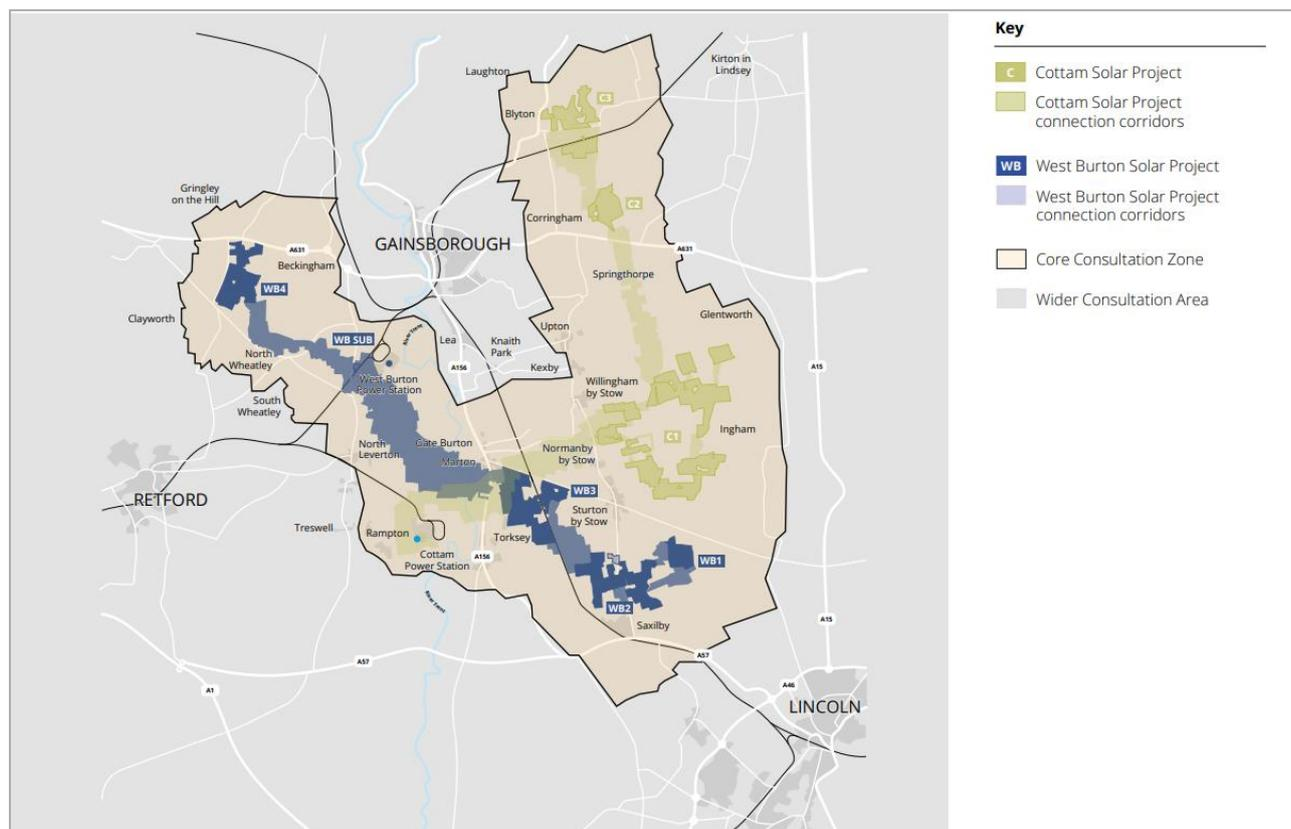 Laughton
Kirton in
Lindsey
C3
Blyton
Gringley
on the Hill
C2
Corringham
GAINSBOROUGH
A631
A631
Beckingham
Springthorpe
WB4
Glentworth
Clayworth
River Trent
Upton
WB SUB
Lea
Knaith
Park
North
Wheatley
A156
Kexby
A15
West Burton
Power Station
Willingham
by Stow
South
Wheatley
C1
Ingham
North
Leverton
Gate Burton
Marton
Normanby
by Stow
RETFORD
WB3
Sturton
by Stow
Treswell
Rampton
Torksey
Cottam
Power Station
A156
WB1
River Trent
WB2
Saxilby
A15
A57
A57
A1
A46
LINCOLN
Key
C Cottam Solar Project
Cottam Solar Project
connection corridors
WB West Burton Solar Project
West Burton Solar Project
connection corridors
Core Consultation Zone
Wider Consultation Area